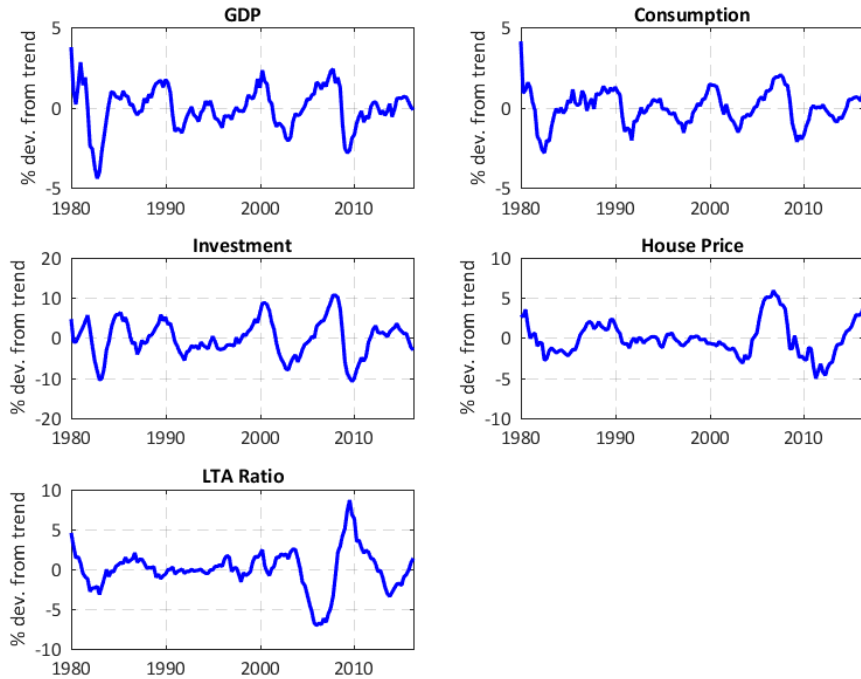 GDP
% dev. from trend
5
0
-5
1980 1990 2000 2010
Consumption
% dev. from trend
5
0
-5
1980 1990 2000 2010
Investment
% dev. from trend
20
10
0
-10
-20
1980 1990 2000 2010
House Price
% dev. from trend
10
5
0
-5
-10
1980 1990 2000 2010
LTA Ratio
% dev. from trend
10
5
0
-5
-10
1980 1990 2000 2010